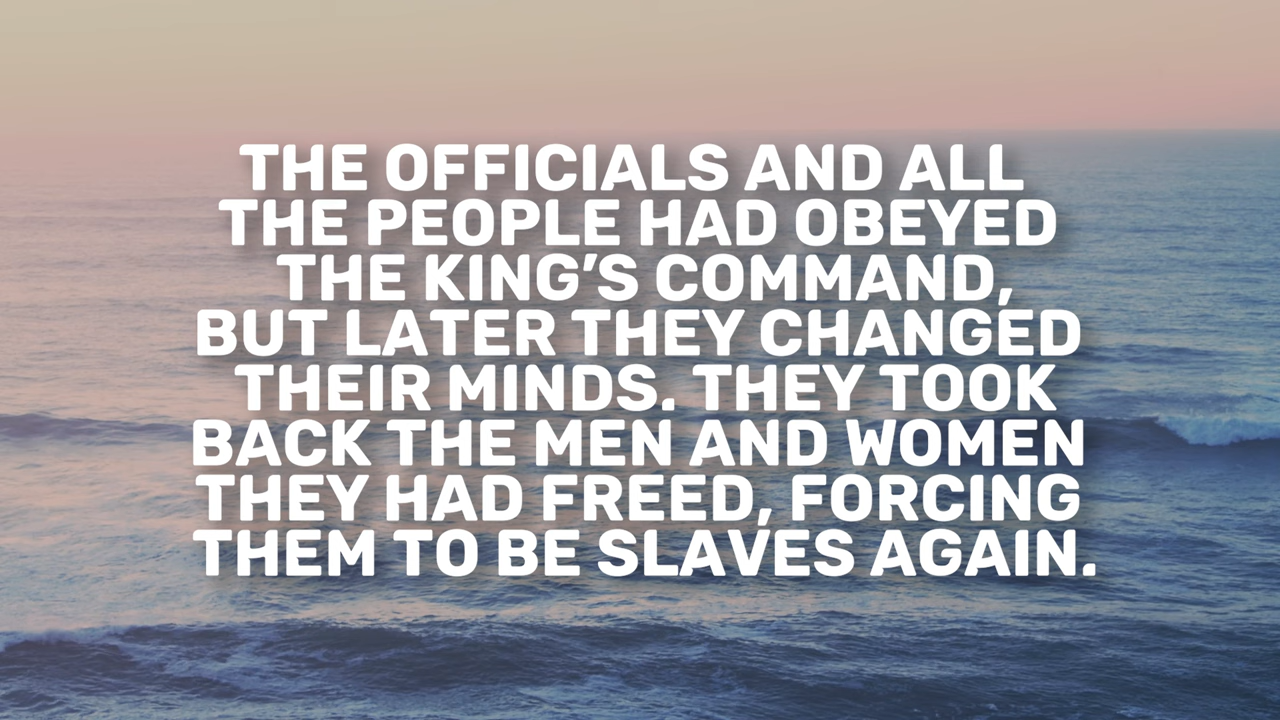 THE OFFICIALS AND ALL
THE PEOPLE HAD OBEYED
THE KING’S COMMAND,
BUT LATER THEY CHANGED
THEIR MINDS. THEY TOOK
BACK THE MEN AND WOMEN
THEY HAD FREED, FORCING
THEM TO BE SLAVES AGAIN.